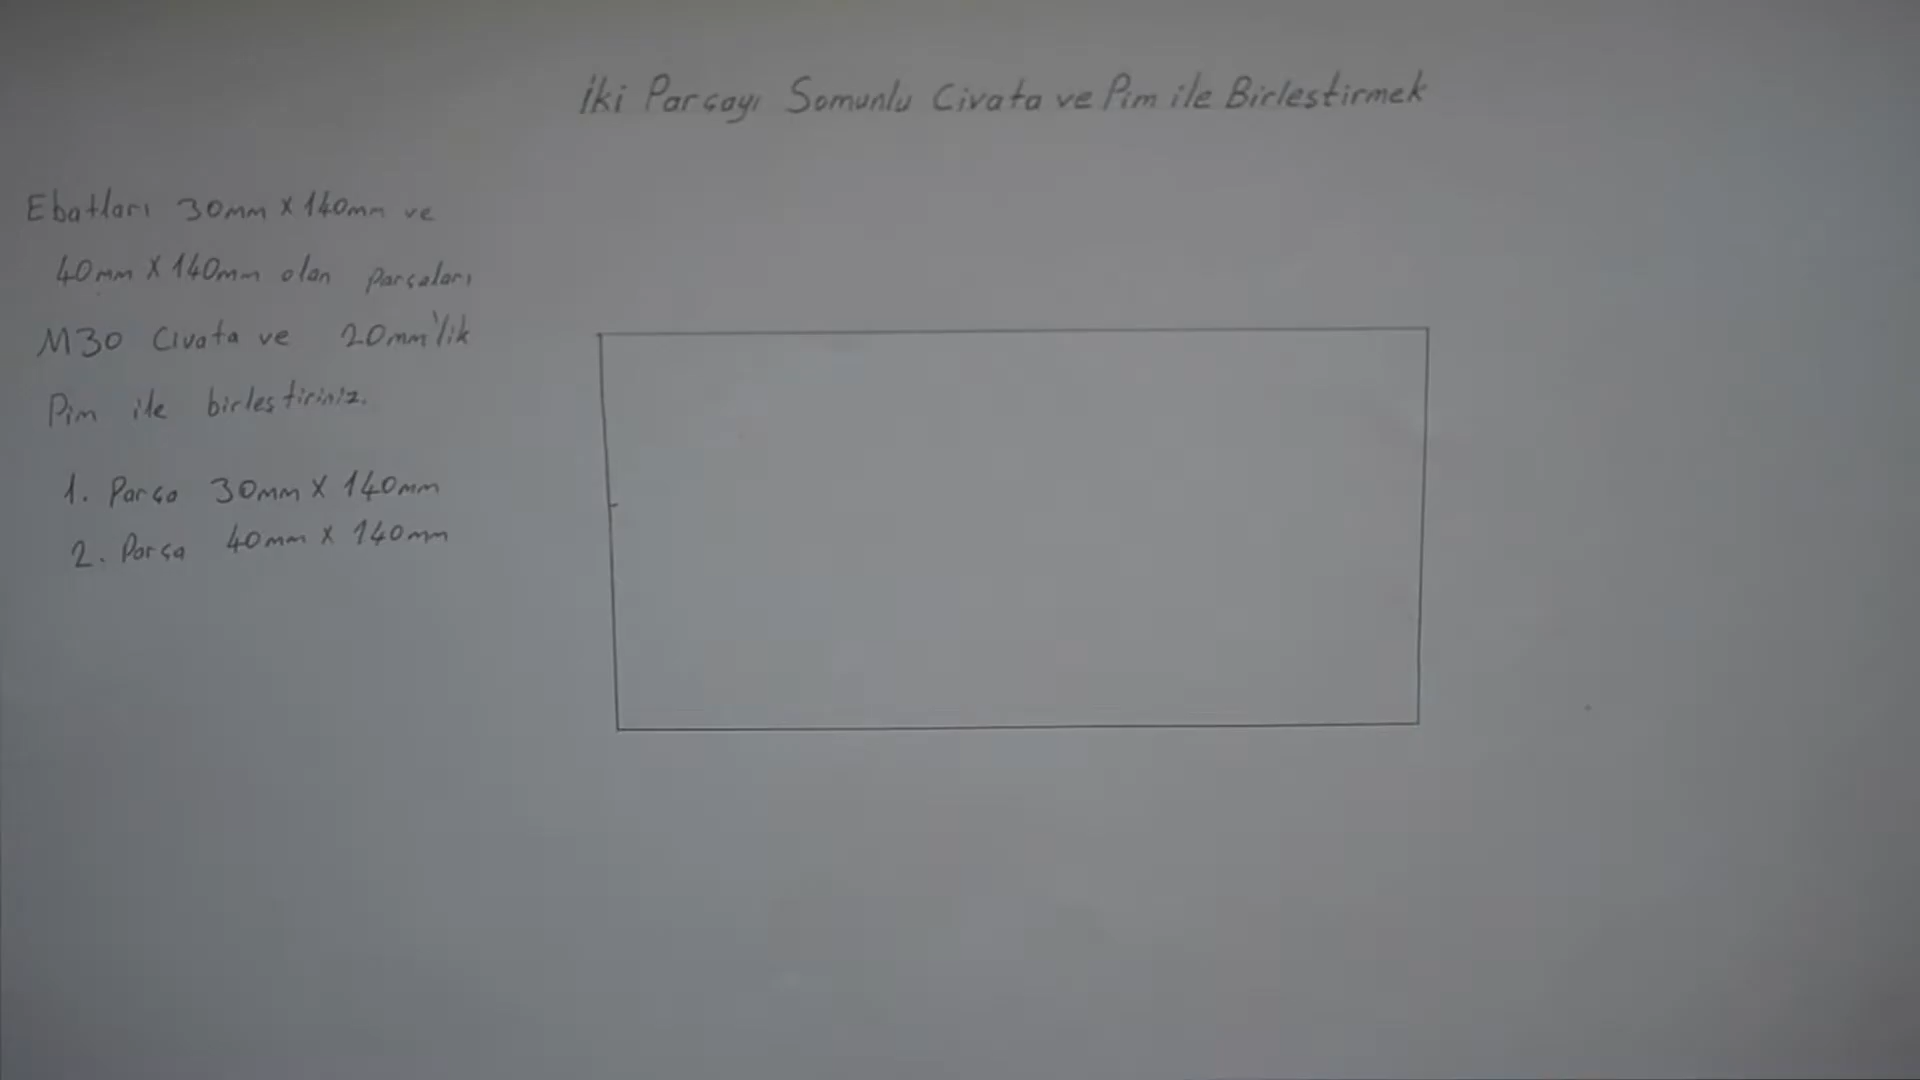 İki Parçayı Somunlu Civata ve Pim ile Birleştirmek
Ebatları 30mm X 140mm ve
40mm X 140mm olan parçaları
M30 Civata ve 20mm'lik
Pim ile birleştiriniz.
1. Parça 30mm X 140mm
2. Parça 40mm X 140mm